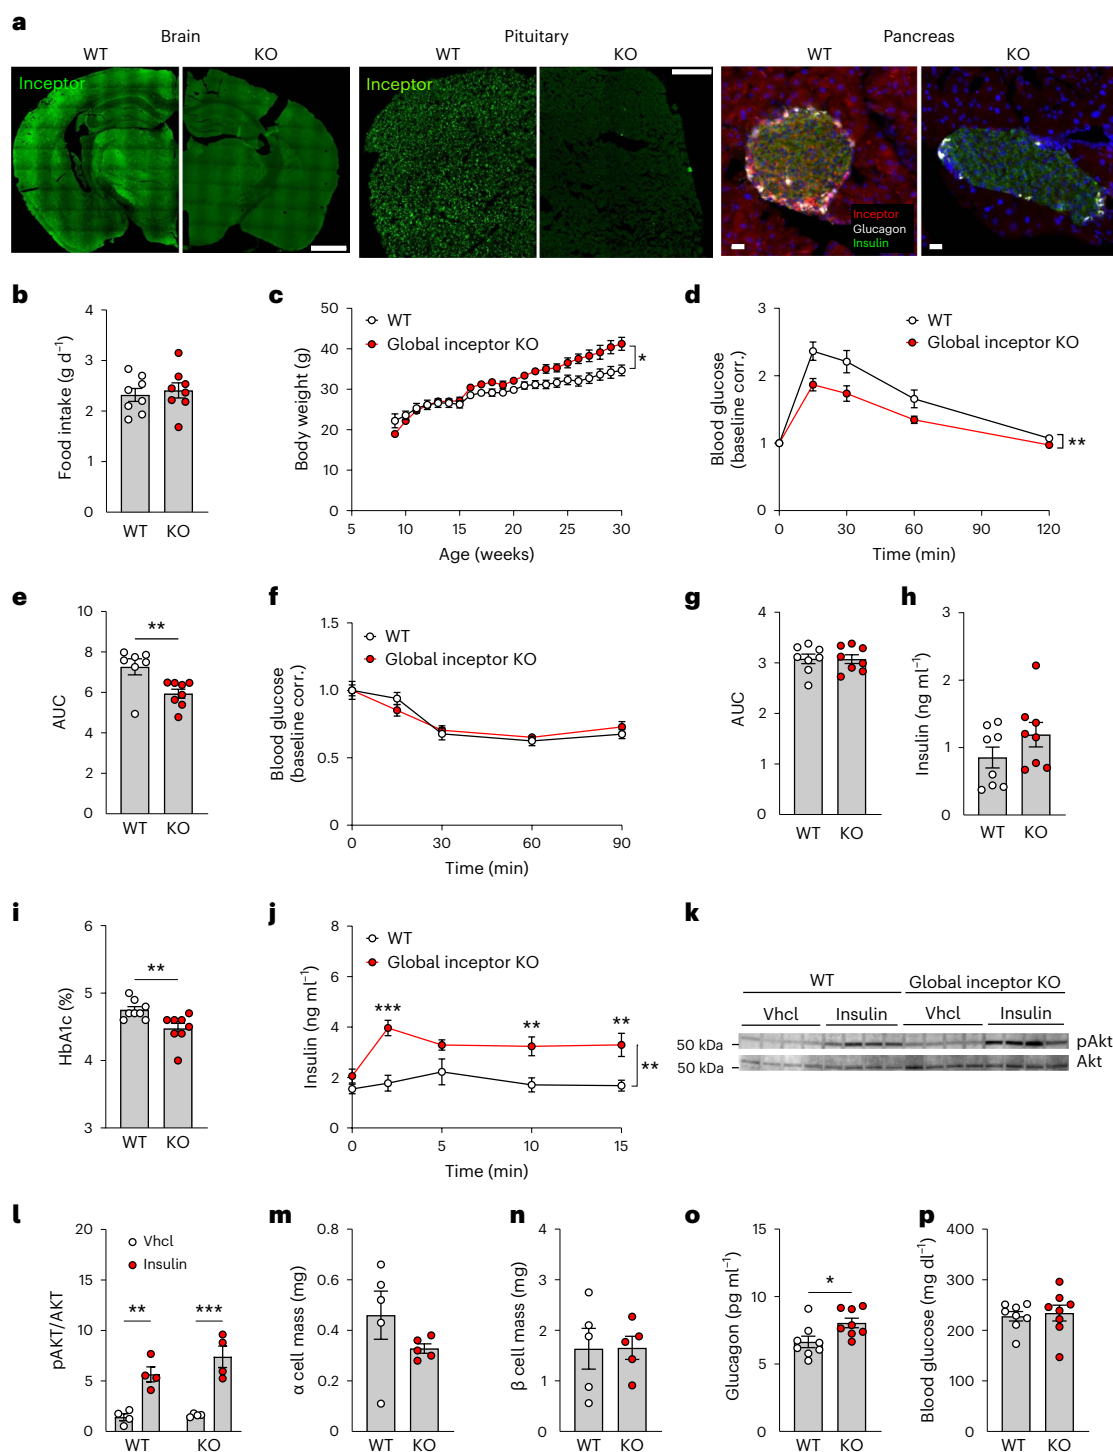 a
Brain
Pituitary
Pancreas
WT
KO
WT
KO
WT
KO
Inceptor
Inceptor
Inceptor
Glucagon
Insulin
b
Food intake (g d⁻¹)
4
3
2
1
0
WT
KO
c
Body weight (g)
50
40
30
20
10
0
WT
Global inceptor KO
*
5
10
15
20
25
30
Age (weeks)
d
Blood glucose
(baseline corr.)
3
2
1
0
WT
Global inceptor KO
**
0
30
60
90
120
Time (min)
e
AUC
10
8
6
4
2
0
**
WT
KO
f
Blood glucose
(baseline corr.)
1.5
1.0
0.5
0
WT
Global inceptor KO
0
30
60
90
Time (min)
g
AUC
4
3
2
1
0
WT
KO
h
Insulin (ng ml⁻¹)
3
2
1
0
WT
KO
i
HbA1c (%)
6
5
4
3
**
WT
KO
j
Insulin (ng ml⁻¹)
8
6
4
2
0
WT
Global inceptor KO
***
**
**
**
0
5
10
15
Time (min)
k
WT
Global inceptor KO
Vhcl
Insulin
Vhcl
Insulin
50 kDa
pAkt
50 kDa
Akt
l
pAKT/AKT
20
15
10
5
0
Vhcl
Insulin
**
***
WT
KO
m
α cell mass (mg)
0.8
0.6
0.4
0.2
0
WT
KO
n
β cell mass (mg)
4
3
2
1
0
WT
KO
o
Glucagon (pg ml⁻¹)
15
10
5
0
*
WT
KO
p
Blood glucose (mg dl⁻¹)
400
300
200
100
0
WT
KO